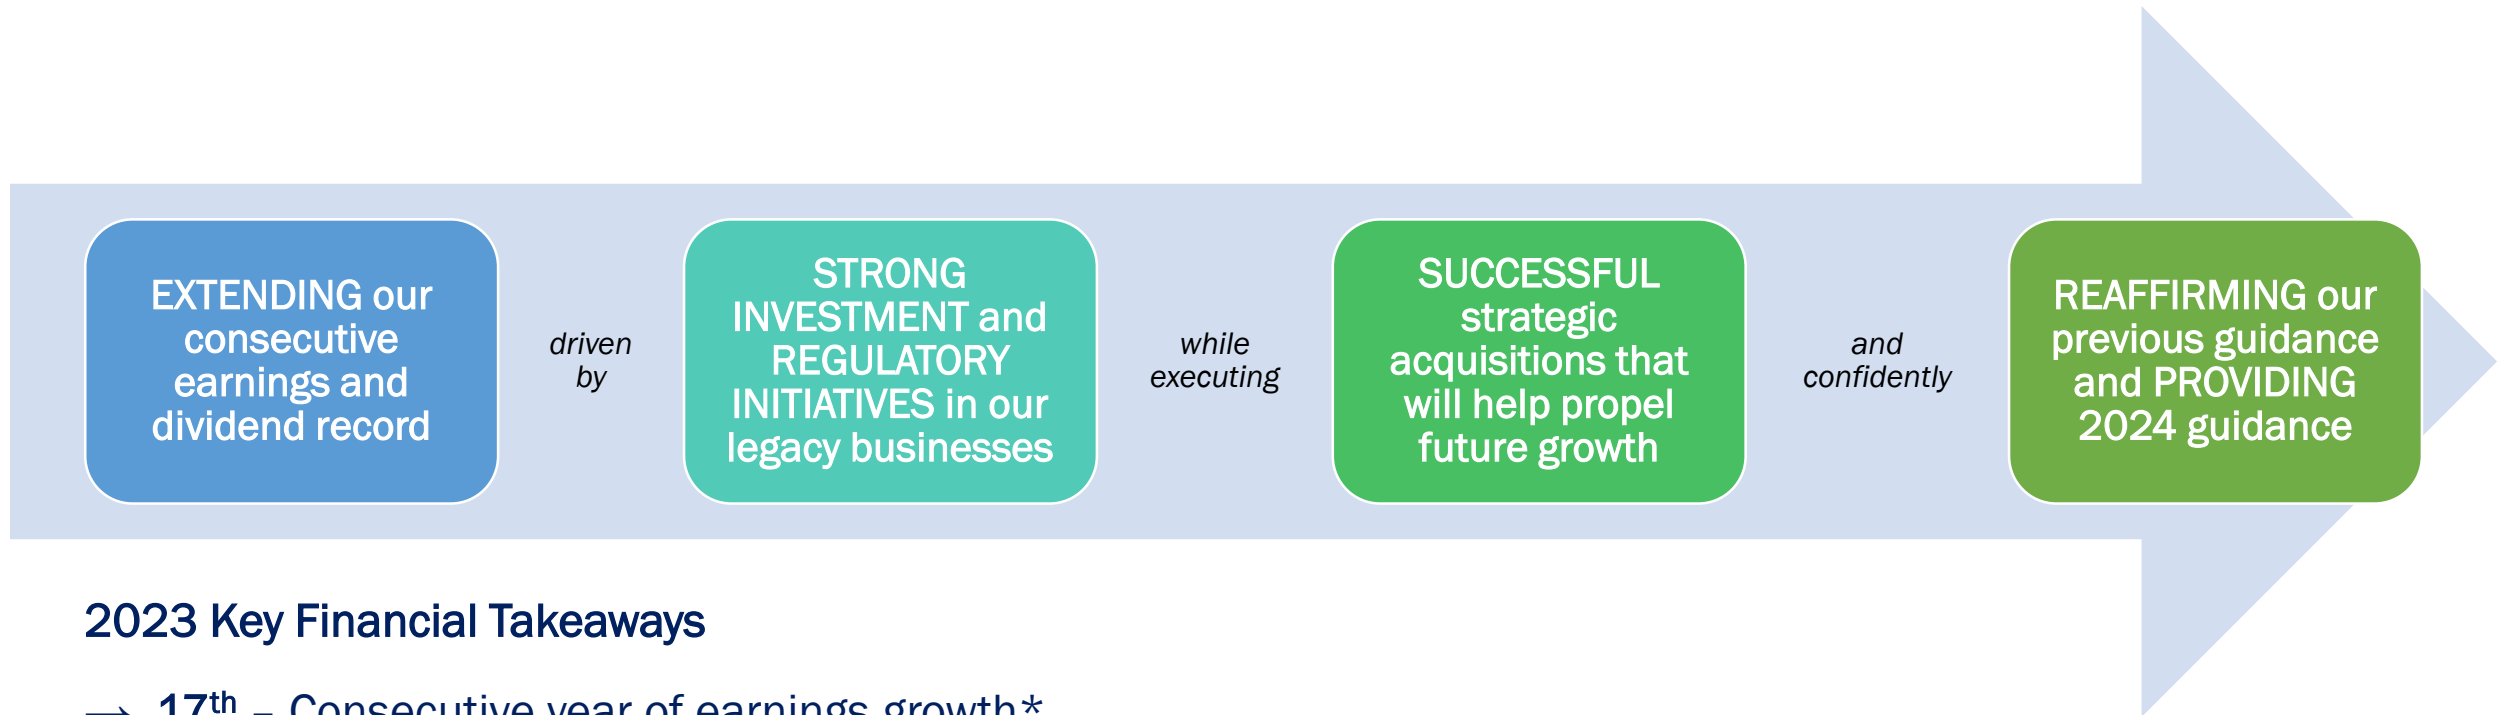 EXTENDING our
consecutive
earnings and
dividend record
driven
by
STRONG
INVESTMENT and
REGULATORY
INITIATIVES in our
legacy businesses
while
executing
SUCCESSFUL
strategic
acquisitions that
will help propel
future growth
and
confidently
REAFFIRMING our
previous guidance
and PROVIDING
2024 guidance
2023 Key Financial Takeaways
→ 17th – Consecutive year of earnings growth*